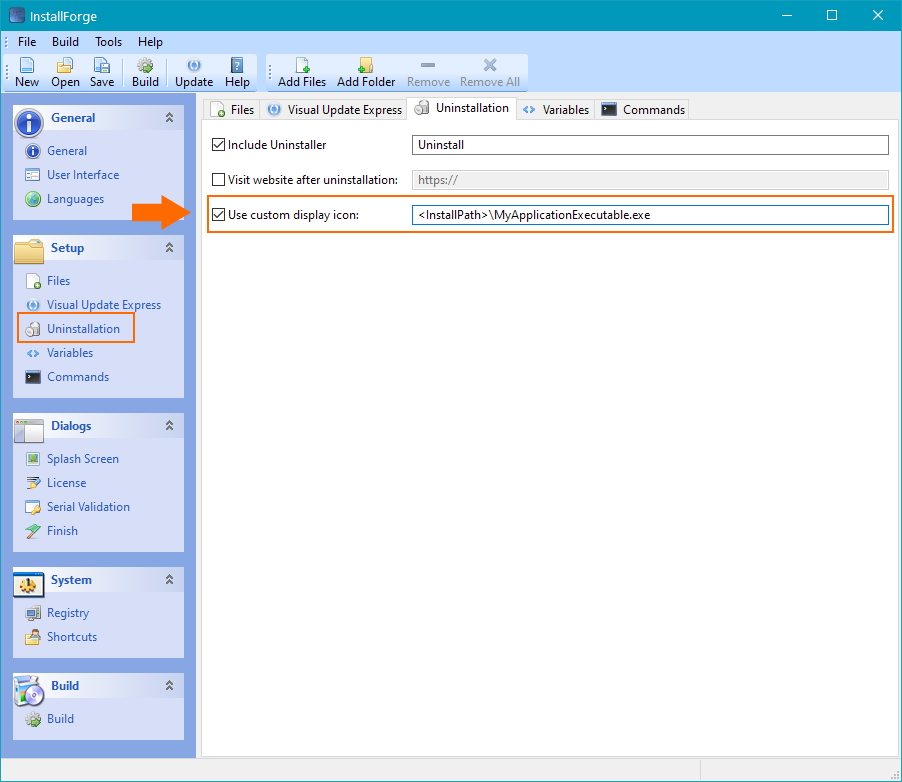 InstallForge
File Build Tools Help
New Open Save Build Update Help Add Files Add Folder Remove Remove All
General
General
User Interface
Languages
Setup
Files
Visual Update Express
Uninstallation
Variables
Commands
Dialogs
Splash Screen
License
Serial Validation
Finish
System
Registry
Shortcuts
Build
Build
Files Visual Update Express Uninstallation Variables Commands
Include Uninstaller Uninstall
Visit website after uninstallation: https://
Use custom display icon: <InstallPath>\MyApplicationExecutable.exe